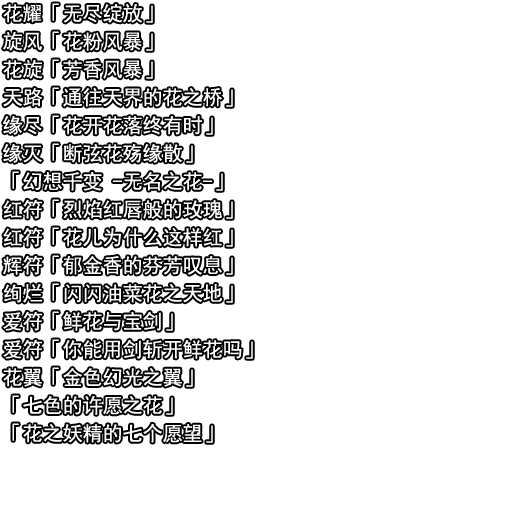 花耀「无尽绽放」
旋风「花粉风暴」
花旋「芳香风暴」
天路「通往天界的花之桥」
缘尽「花开花落终有时」
缘灭「断弦花殇缘散」
「幻想千变 -无名之花-」
红符「烈焰红唇般的玫瑰」
红符「花儿为什么这样红」
辉符「郁金香的芬芳叹息」
绚烂「闪闪油菜花之天地」
爱符「鲜花与宝剑」
爱符「你能用剑斩开鲜花吗」
花翼「金色幻光之翼」
「七色的许愿之花」
「花之妖精的七个愿望」